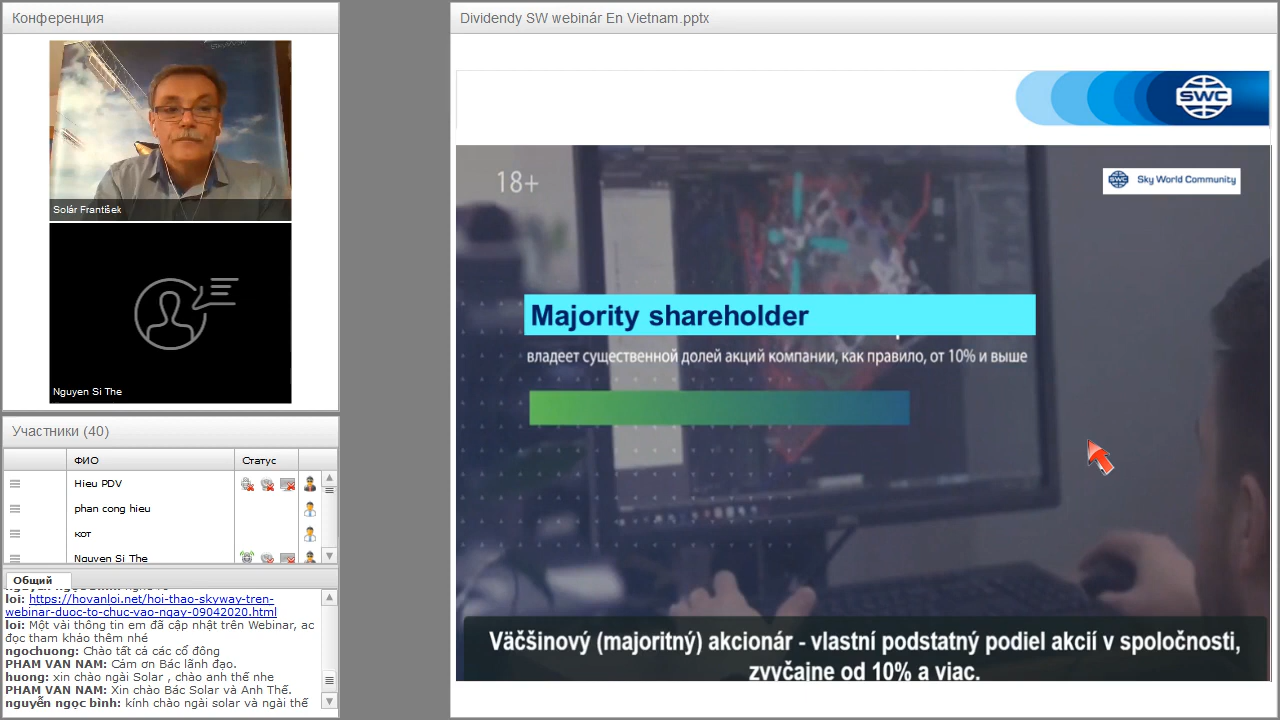 Конференция
Solár František
Nguyen Si The
Участники (40)
ФИО
Статус
Hieu PDV
phan cong hieu
кот
Nguyen Si The
Общий
loi: https://hovanloi.net/hoi-thao-skyway-tren-
webinar-duoc-to-chuc-vao-ngay-09042020.html
loi: Một vài thông tin em đã cập nhật trên Webinar, ac
đọc tham khảo thêm nhé
ngochuong: Chào tất cả các cổ đông
PHAM VAN NAM: Cám ơn Bác lãnh đạo.
huong: xin chào ngài Solar , chào anh thế nhe
PHAM VAN NAM: Xin chào Bác Solar và Anh Thế.
nguyễn ngọc bình: kính chào ngài solar và ngài thế
Dividendy SW webinár En Vietnam.pptx
SWC
18+
SWC Sky World Community
Majority shareholder
владеет существенной долей акций компании, как правило, от 10% и выше
Väčšinový (majoritný) akcionár - vlastní podstatný podiel akcií v spoločnosti,
zvyčajne od 10% a viac.